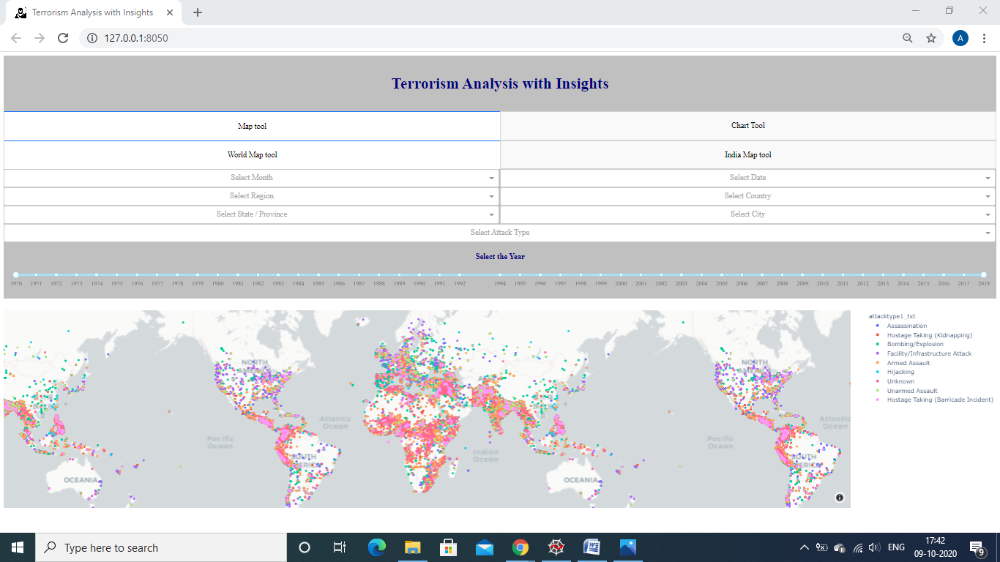 Terrorism Analysis with Insights
127.0.0.1:8050
A
Terrorism Analysis with Insights
Map tool
Chart Tool
World Map tool
India Map tool
Select Month
Select Date
Select Region
Select Country
Select State / Province
Select City
Select Attack Type
Select the Year
1970 1971 1972 1973 1974 1975 1976 1977 1978 1979 1980 1981 1982 1983 1984 1985 1986 1987 1988 1989 1990 1991 1992 1994 1995 1996 1997 1998 1999 2000 2001 2002 2003 2004 2005 2006 2007 2008 2009 2010 2011 2012 2013 2014 2015 2016 2017 2018
NORTH
AMERICA
NORTH
AMERICA
Atlantic
Ocean
Atlantic
Ocean
Pacific
Ocean
Pacific
Ocean
Indian
Ocean
SOUTH
AMERICA
SOUTH
AMERICA
OCEANIA
OCEANIA
attacktype1_txt
Assassination
Hostage Taking (Kidnapping)
Bombing/Explosion
Facility/Infrastructure Attack
Armed Assault
Hijacking
Unknown
Unarmed Assault
Hostage Taking (Barricade Incident)
Type here to search
W
ENG
17:42
09-10-2020
9